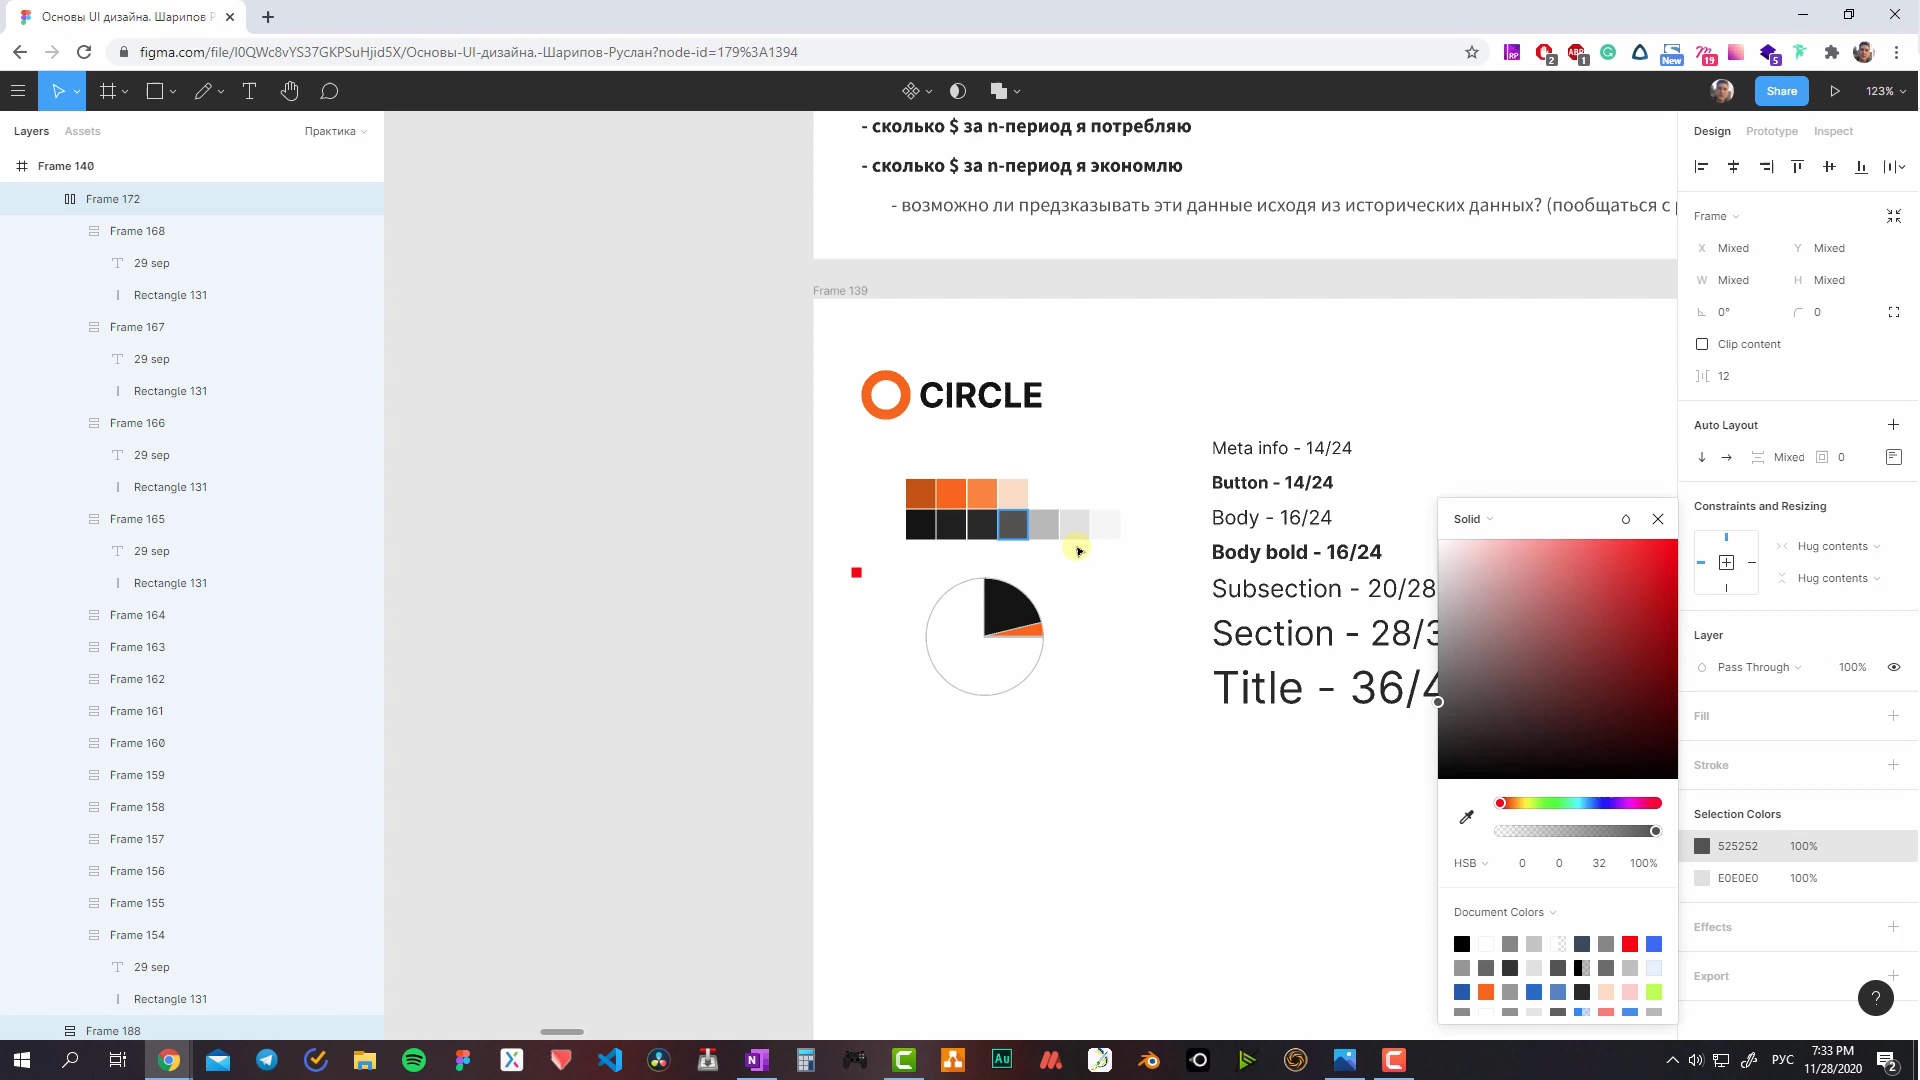 Основы UI дизайна. Шарипов Р
figma.com/file/I0QWc8vYS37GKPSuHjid5X/Основы-UI-дизайна.-Шарипов-Руслан?node-id=179%3A1394
2
ABP
1
New
19
5
Share
123%
Layers
Assets
Практика
Design
Prototype
Inspect
Frame 140
Frame 172
Frame 168
29 sep
Rectangle 131
Frame 167
29 sep
Rectangle 131
Frame 166
29 sep
Rectangle 131
Frame 165
29 sep
Rectangle 131
Frame 164
Frame 163
Frame 162
Frame 161
Frame 160
Frame 159
Frame 158
Frame 157
Frame 156
Frame 155
Frame 154
29 sep
Rectangle 131
Frame 188
- сколько $ за n-период я потребляю
- сколько $ за n-период я экономлю
- возможно ли предзказывать эти данные исходя из исторических данных? (пообщаться с
Frame 139
CIRCLE
Meta info - 14/24
Button - 14/24
Body - 16/24
Body bold - 16/24
Subsection - 20/28
Section - 28/3
Title - 36/4
Solid
HSB 0 0 32 100%
Document Colors
Frame
X Mixed Y Mixed
W Mixed H Mixed
0° 0
Clip content
12
Auto Layout
Mixed 0
Constraints and Resizing
Hug contents
Hug contents
Layer
Pass Through 100%
Fill
Stroke
Selection Colors
525252 100%
E0E0E0 100%
Effects
Export
?
Au
РУС
7:33 PM
11/28/2020
2